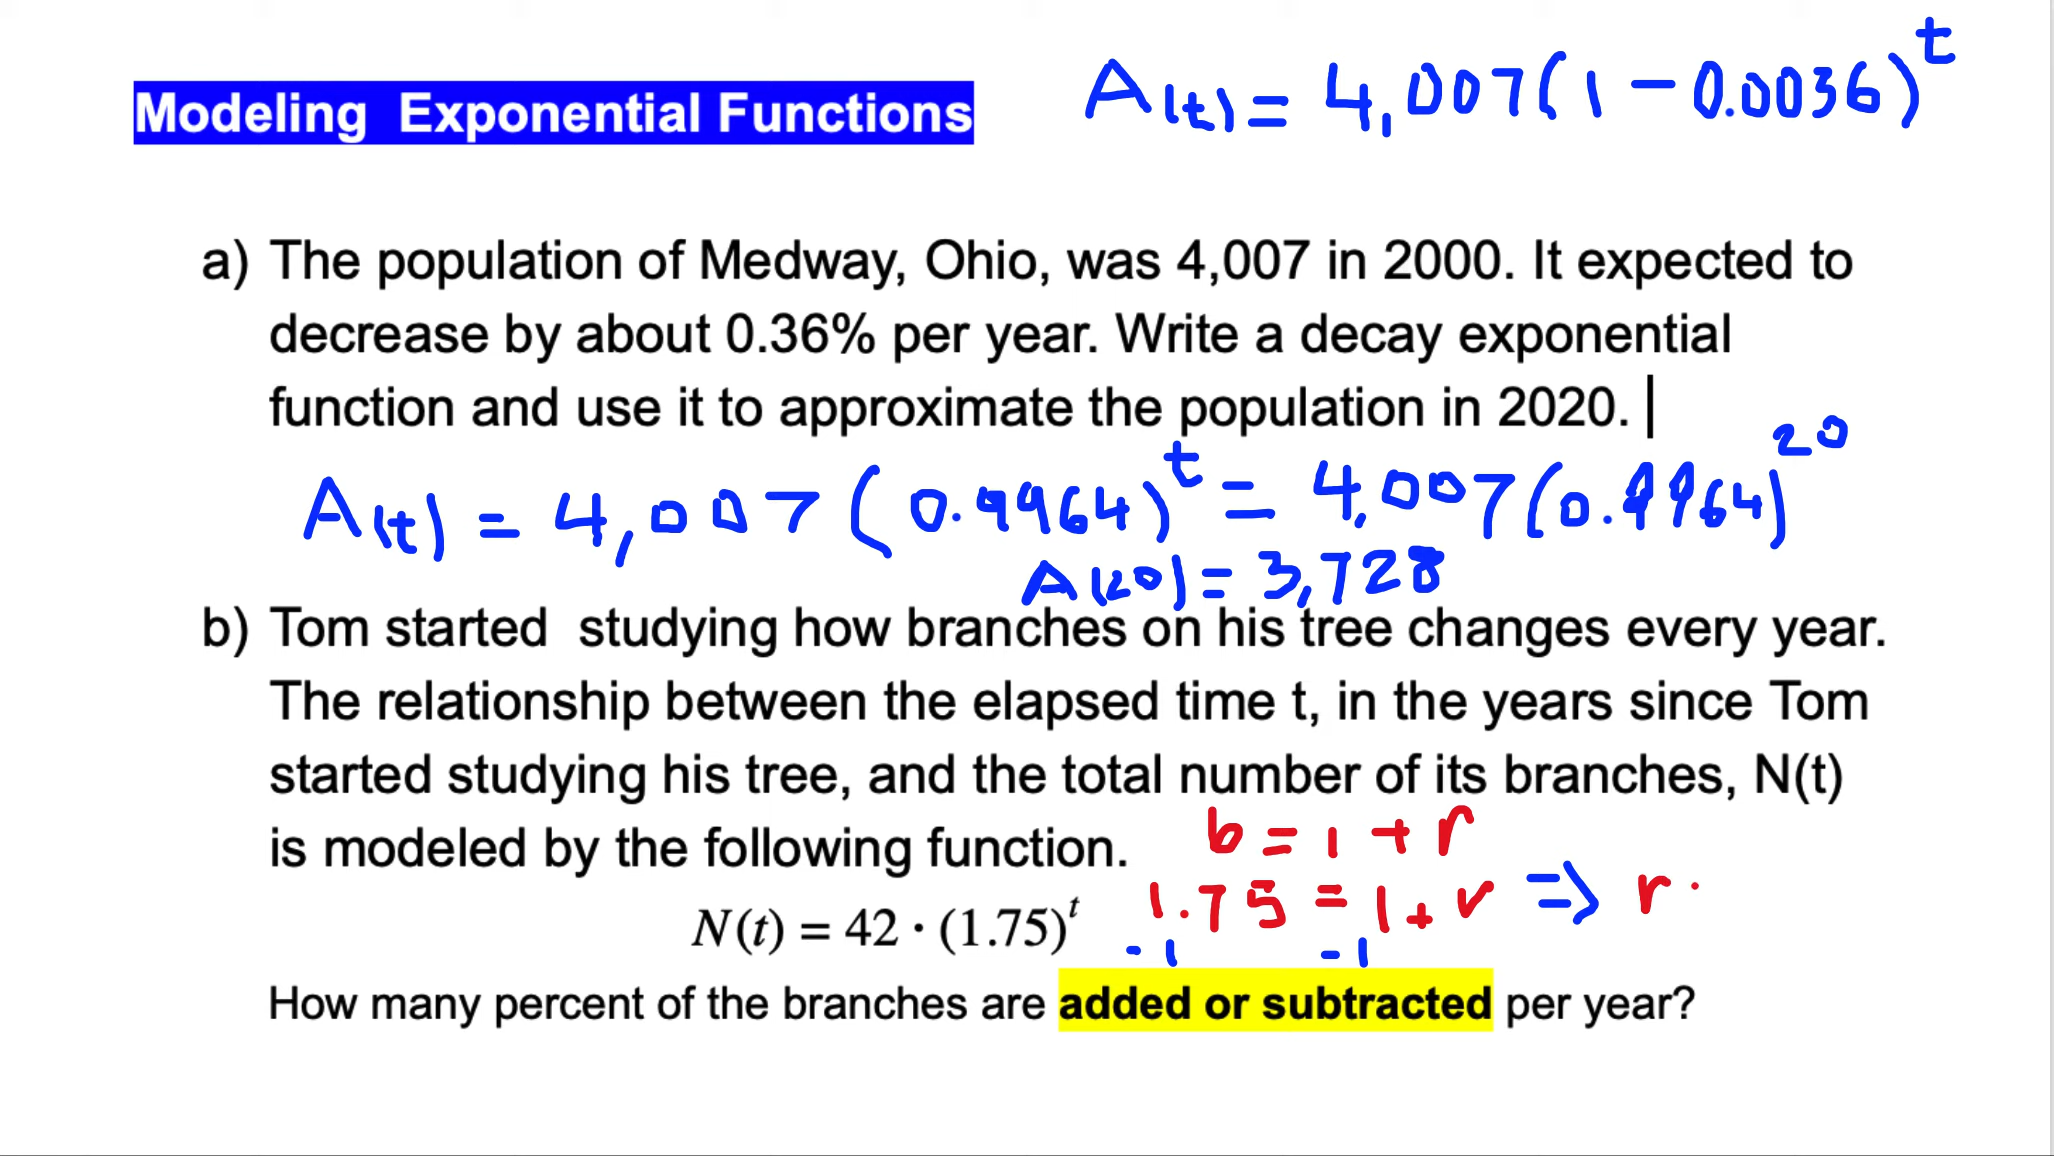 A(t) = 4,007(1 - 0.0036)^t
Modeling Exponential Functions
a) The population of Medway, Ohio, was 4,007 in 2000. It expected to
decrease by about 0.36% per year. Write a decay exponential
function and use it to approximate the population in 2020.
A(t) = 4,007 (0.9964)^t = 4,007(0.9964)^20
A(20) = 3,728
b) Tom started studying how branches on his tree changes every year.
The relationship between the elapsed time t, in the years since Tom
started studying his tree, and the total number of its branches, N(t)
is modeled by the following function.
b = 1 + r
N(t) = 42 · (1.75)^t
1.75 = 1 + r => r
-1 -1
How many percent of the branches are added or subtracted per year?